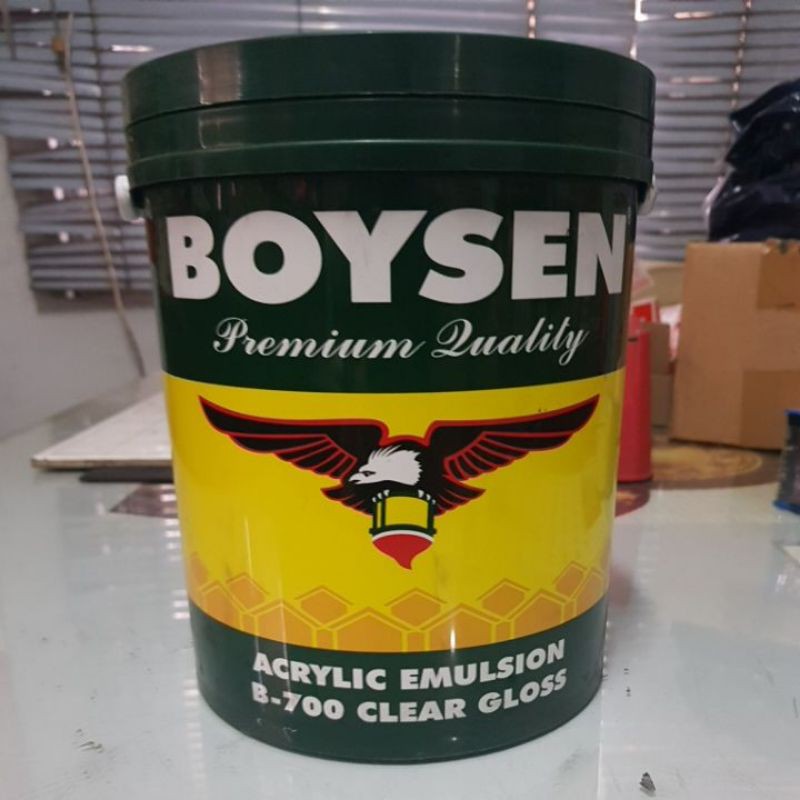 BOYSEN
Premium Quality
ACRYLIC EMULSION
B-700 CLEAR GLOSS